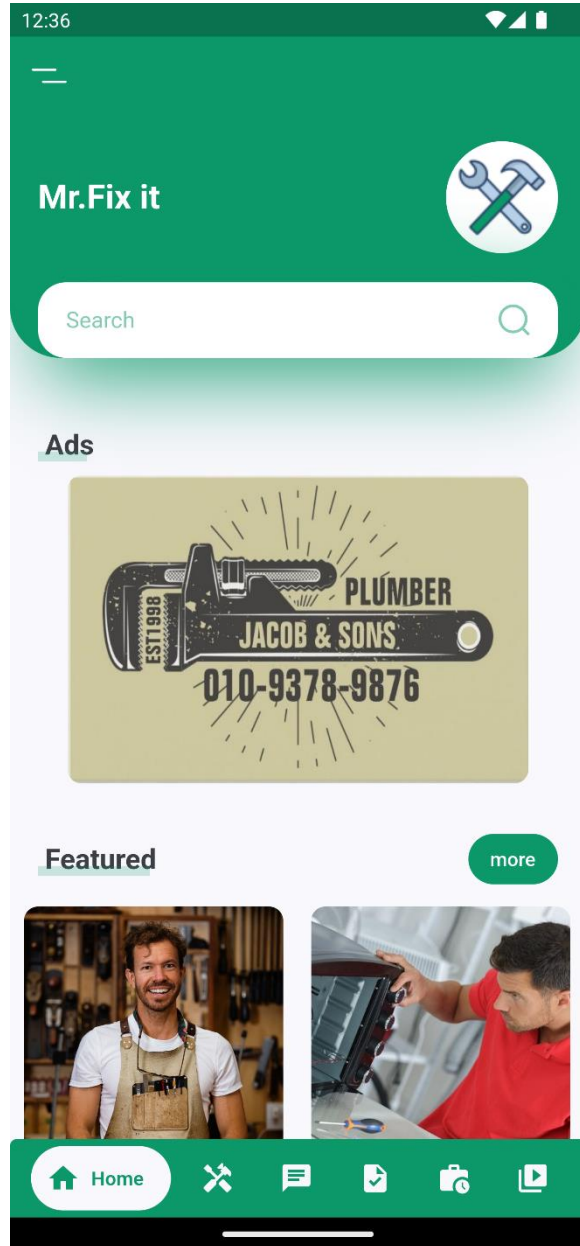 12:36
Mr.Fix it
Search
Ads
PLUMBER
EST1998
JACOB & SONS
010-9378-9876
Featured
more
Home